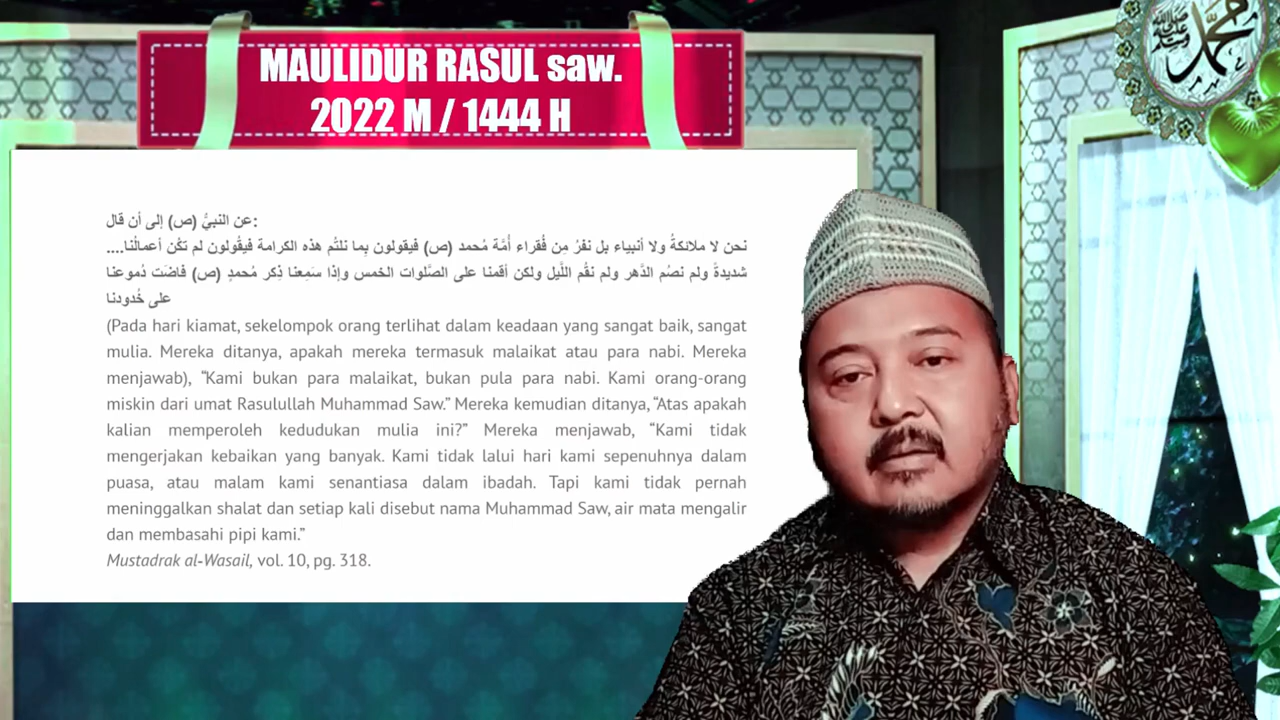 MAULIDUR RASUL saw.
2022 M / 1444 H
محمد
عن النبيُّ (ص) إلى أن قال:
نحن لا ملائكةُ ولا أنبياء بل نفرُ مِن فُقراء أُمَّة مُحمد (ص) فيقولون بِما نلتُم هذه الكرامة فيقُولون لم تكُن أعمالُنا....
شديدةً ولم نصُم الدَّهر ولم نقُم اللَّيل ولكن أقمنا على الصَّلوات الخمس وإذا سَمِعنا ذِكر مُحمدٍ (ص) فاضَت دُموعنا
على خُدودنا
(Pada hari kiamat, sekelompok orang terlihat dalam keadaan yang sangat baik, sangat
mulia. Mereka ditanya, apakah mereka termasuk malaikat atau para nabi. Mereka
menjawab), “Kami bukan para malaikat, bukan pula para nabi. Kami orang-orang
miskin dari umat Rasulullah Muhammad Saw.” Mereka kemudian ditanya, “Atas apakah
kalian memperoleh kedudukan mulia ini?” Mereka menjawab, “Kami tidak
mengerjakan kebaikan yang banyak. Kami tidak lalui hari kami sepenuhnya dalam
puasa, atau malam kami senantiasa dalam ibadah. Tapi kami tidak pernah
meninggalkan shalat dan setiap kali disebut nama Muhammad Saw, air mata mengalir
dan membasahi pipi kami.”
Mustadrak al-Wasail, vol. 10, pg. 318.